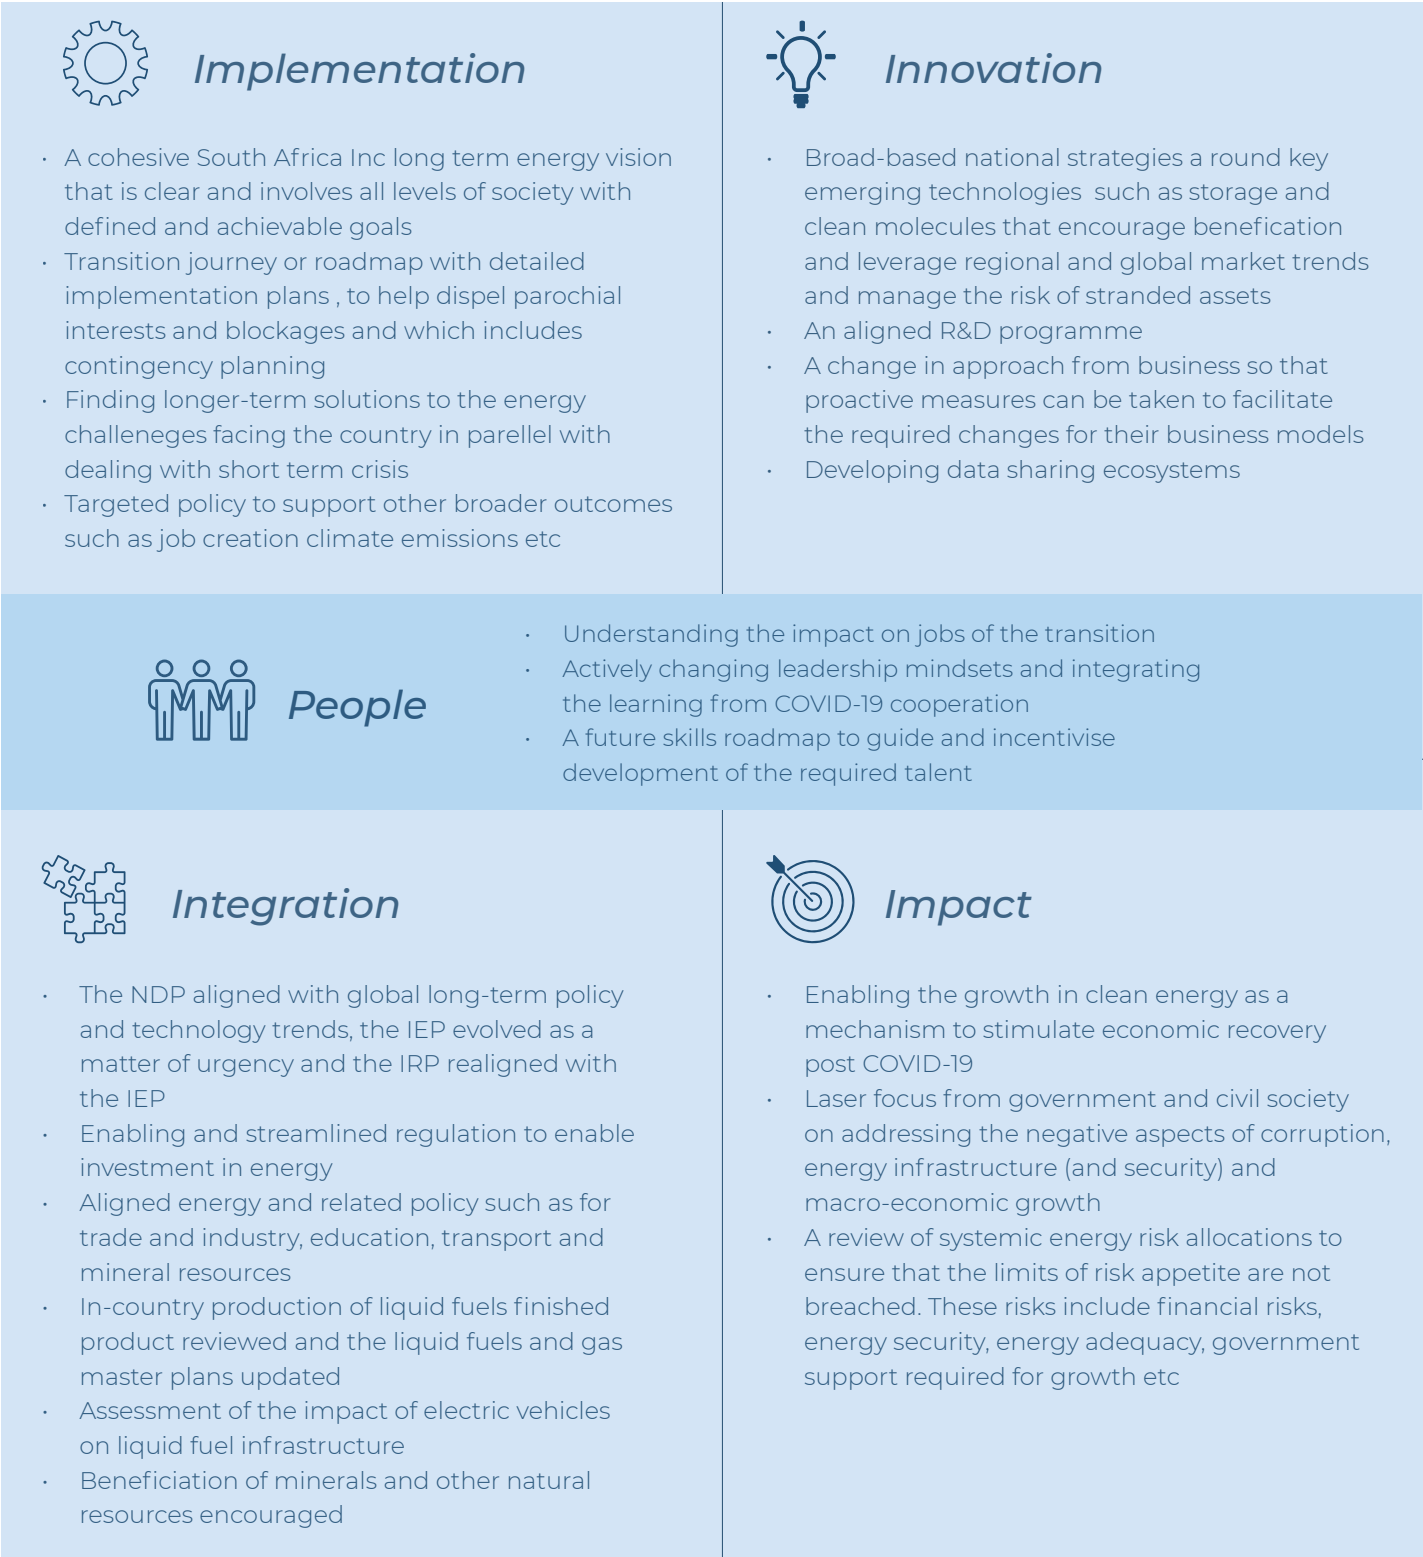 Implementation
· A cohesive South Africa Inc long term energy vision
that is clear and involves all levels of society with
defined and achievable goals
· Transition journey or roadmap with detailed
implementation plans , to help dispel parochial
interests and blockages and which includes
contingency planning
· Finding longer-term solutions to the energy
challeneges facing the country in parellel with
dealing with short term crisis
· Targeted policy to support other broader outcomes
such as job creation climate emissions etc
Innovation
· Broad-based national strategies a round key
emerging technologies  such as storage and
clean molecules that encourage benefication
and leverage regional and global market trends
and manage the risk of stranded assets
· An aligned R&D programme
· A change in approach from business so that
proactive measures can be taken to facilitate
the required changes for their business models
· Developing data sharing ecosystems
People
· Understanding the impact on jobs of the transition
· Actively changing leadership mindsets and integrating
the learning from COVID-19 cooperation
· A future skills roadmap to guide and incentivise
development of the required talent
Integration
· The NDP aligned with global long-term policy
and technology trends, the IEP evolved as a
matter of urgency and the IRP realigned with
the IEP
· Enabling and streamlined regulation to enable
investment in energy
· Aligned energy and related policy such as for
trade and industry, education, transport and
mineral resources
· In-country production of liquid fuels finished
product reviewed and the liquid fuels and gas
master plans updated
· Assessment of the impact of electric vehicles
on liquid fuel infrastructure
· Beneficiation of minerals and other natural
resources encouraged
Impact
· Enabling the growth in clean energy as a
mechanism to stimulate economic recovery
post COVID-19
· Laser focus from government and civil society
on addressing the negative aspects of corruption,
energy infrastructure (and security) and
macro-economic growth
· A review of systemic energy risk allocations to
ensure that the limits of risk appetite are not
breached. These risks include financial risks,
energy security, energy adequacy, government
support required for growth etc